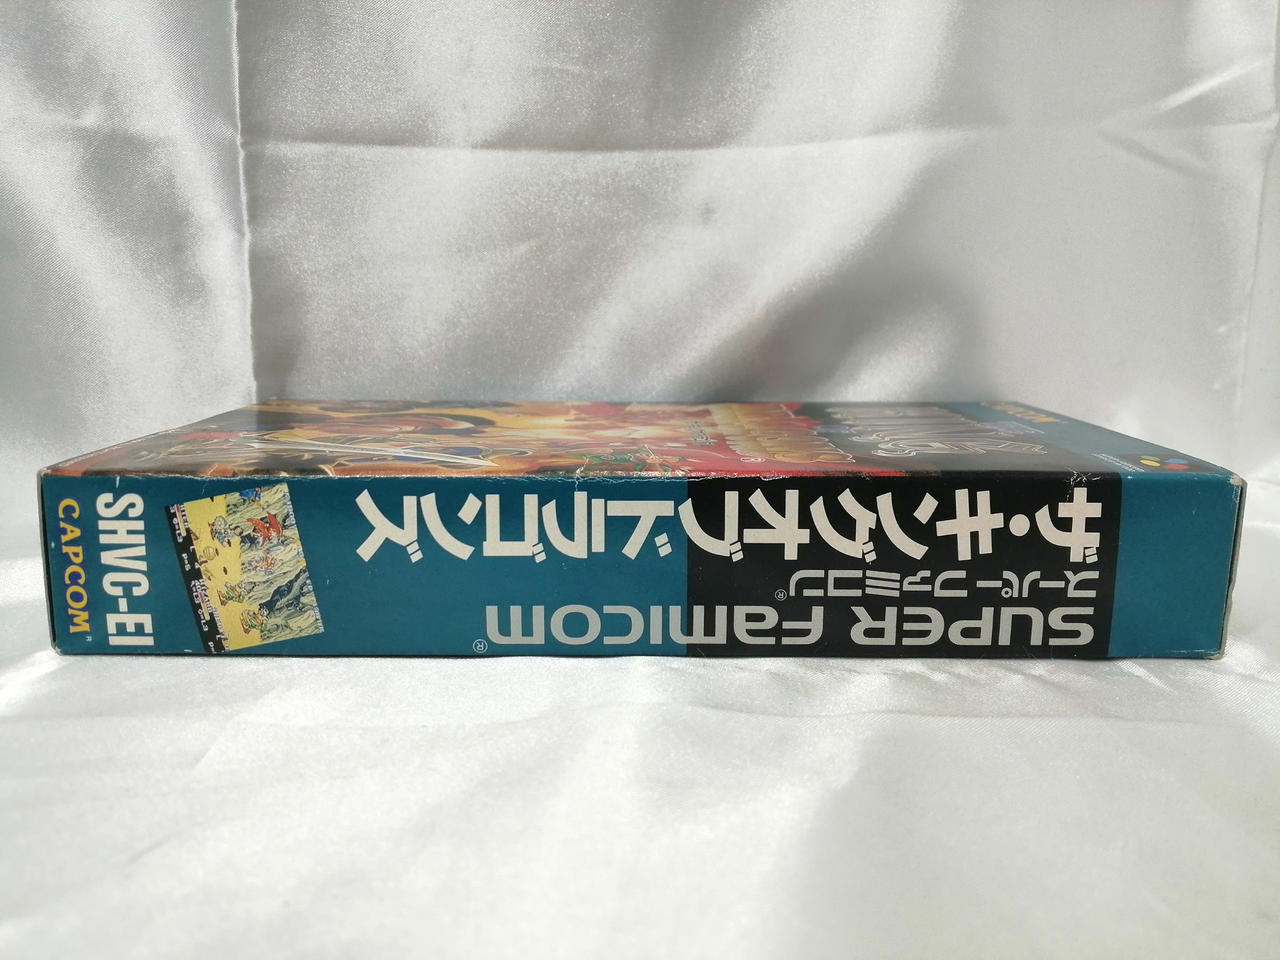 ザ・キングオブドラゴンズ
スーパーファミコン®
SUPER Famicom®
SHVC-EI
CAPCOM®
CAPCOM